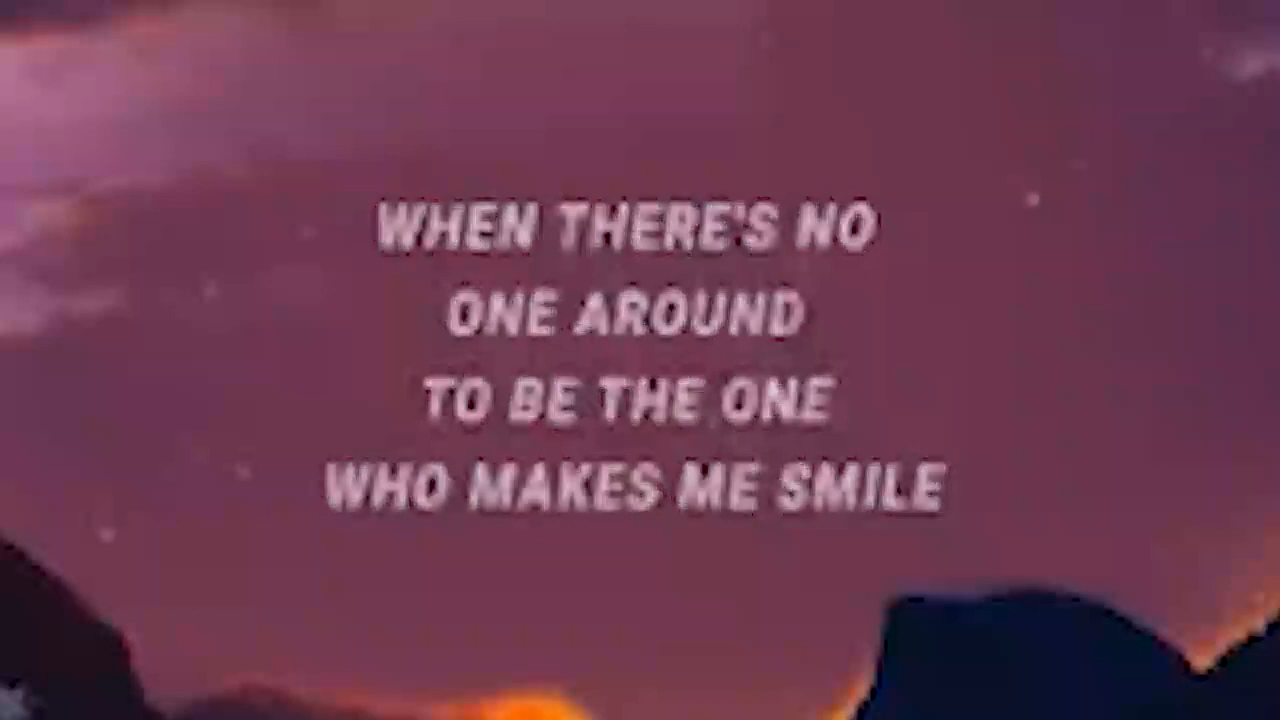 WHEN THERE'S NO
ONE AROUND
TO BE THE ONE
WHO MAKES ME SMILE